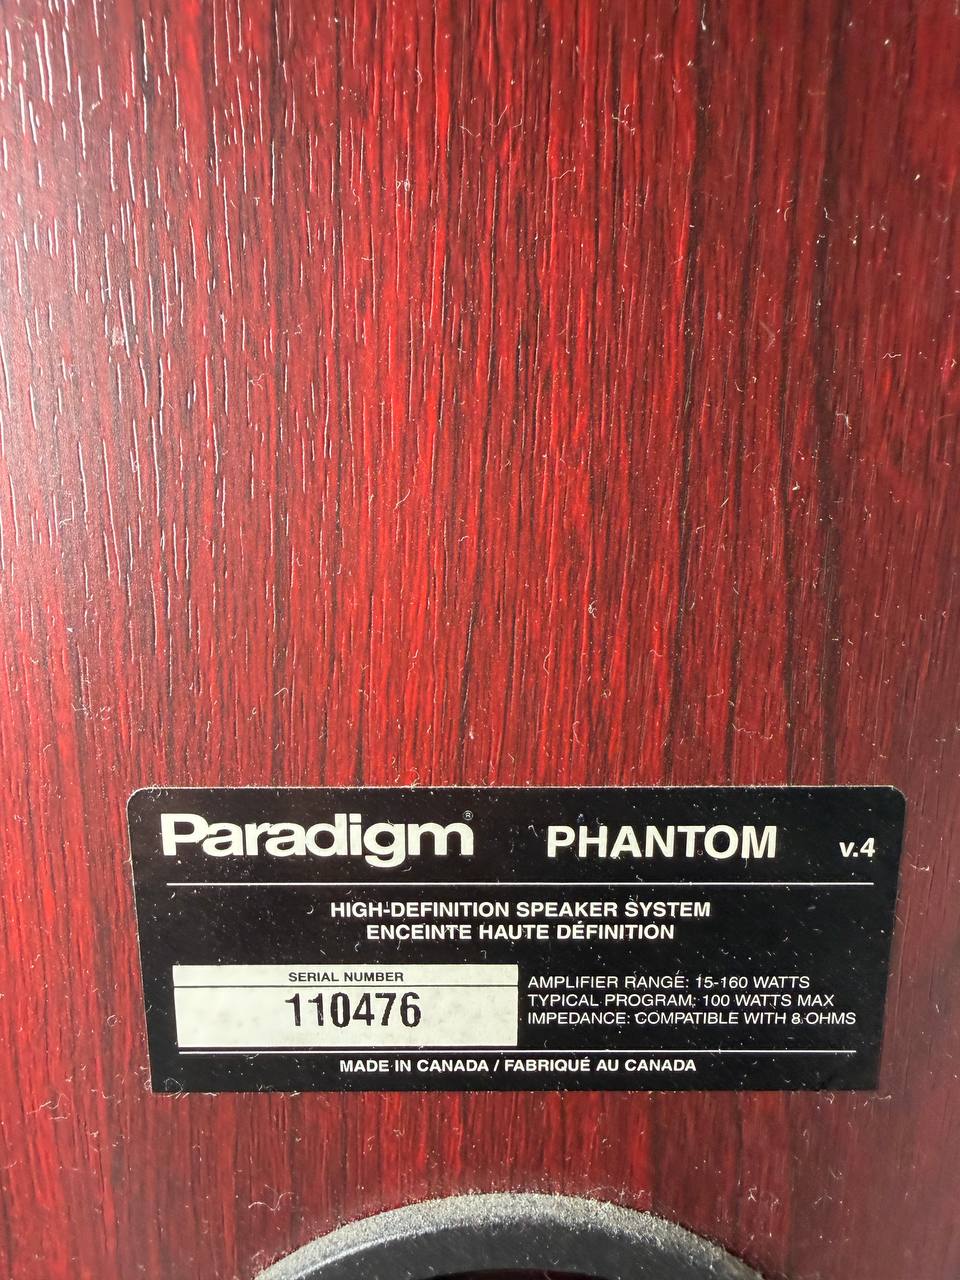 Paradigm® PHANTOM v.4
HIGH-DEFINITION SPEAKER SYSTEM
ENCEINTE HAUTE DÉFINITION
SERIAL NUMBER
110476
AMPLIFIER RANGE: 15-160 WATTS
TYPICAL PROGRAM: 100 WATTS MAX
IMPEDANCE: COMPATIBLE WITH 8 OHMS
MADE IN CANADA / FABRIQUÉ AU CANADA